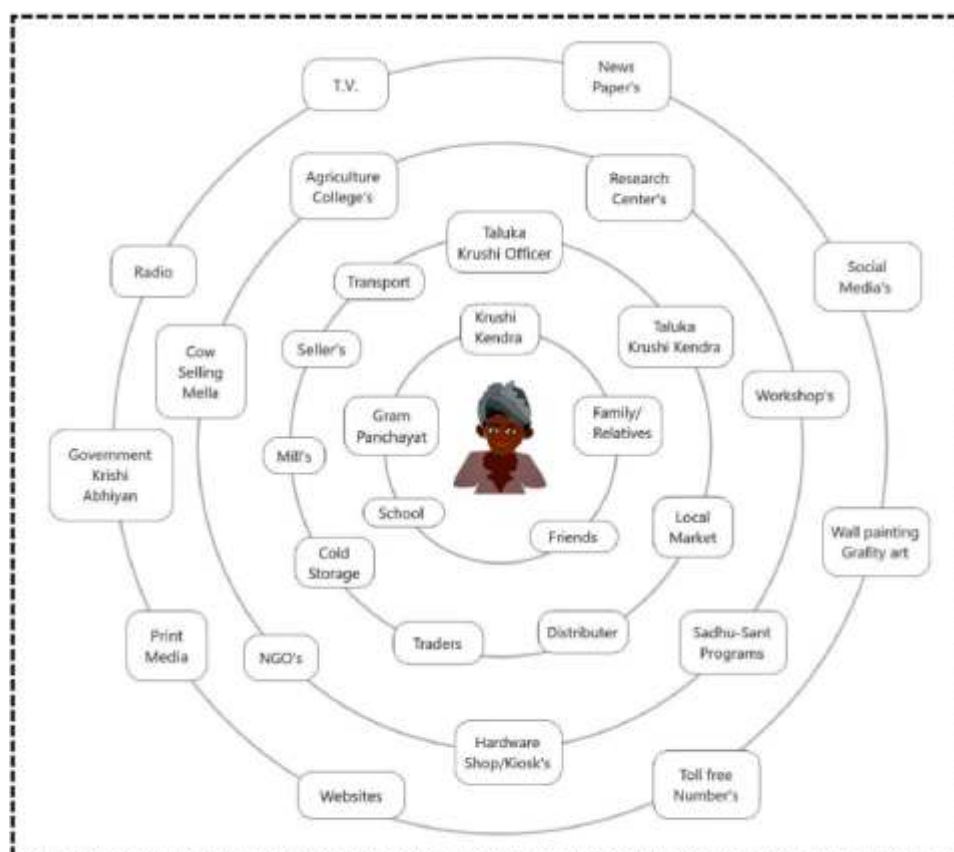 T.V.
News
Paper's
Agriculture
College's
Research
Center's
Taluka
Krushi Officer
Radio
Transport
Social
Media's
Krushi
Kendra
Taluka
Krushi Kendra
Seller's
Cow
Selling
Mella
Workshop's
Gram
Panchayat
Family/
Relatives
Mill's
Government
Krishi
Abhiyan
School
Friends
Local
Market
Wall painting
Grafity art
Cold
Storage
Print
Media
NGO's
Traders
Distributer
Sadhu-Sant
Programs
Hardware
Shop/Kiosk's
Websites
Toll free
Number's